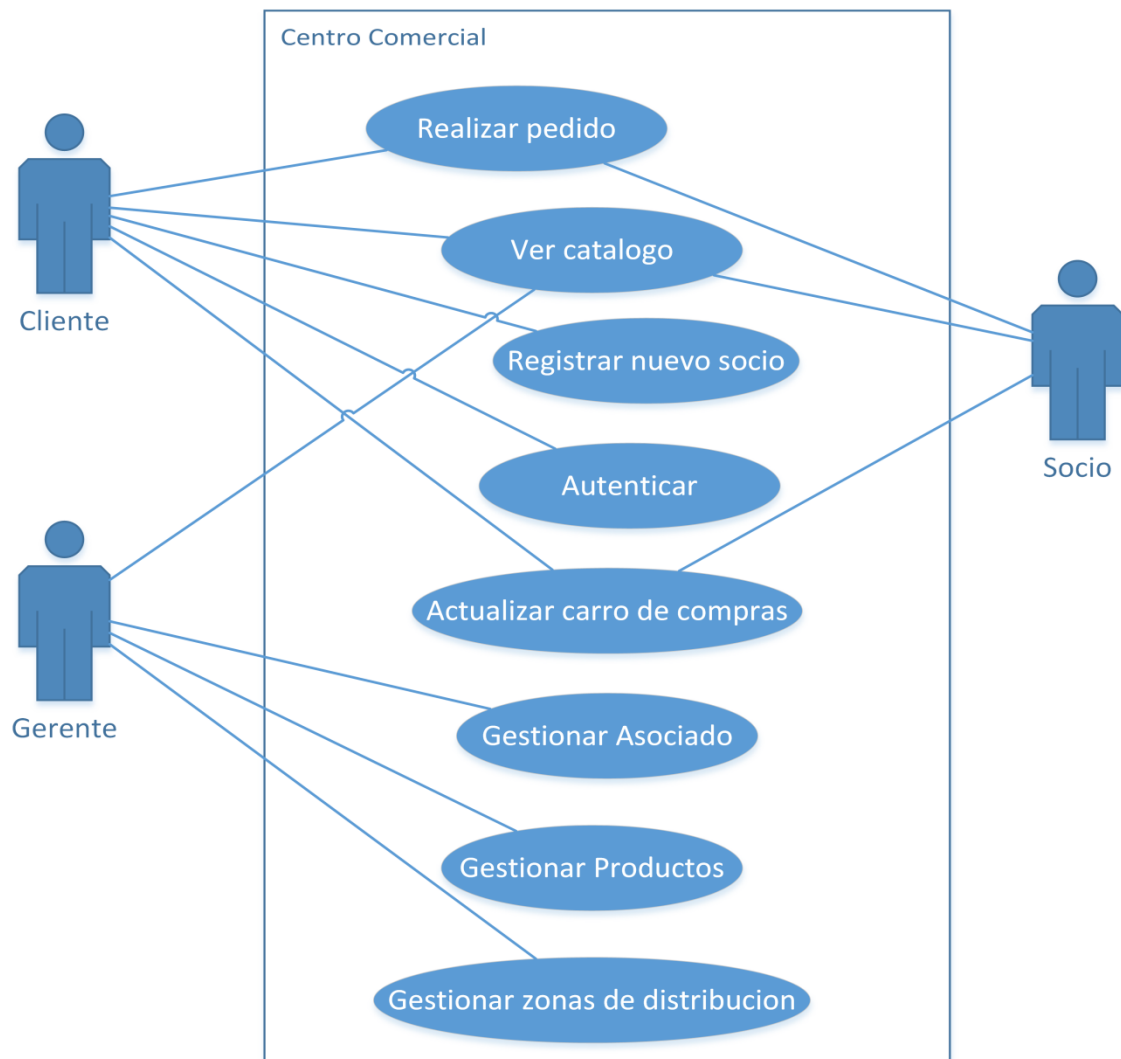 Centro Comercial
Realizar pedido
Ver catalogo
Cliente
Registrar nuevo socio
Socio
Autenticar
Actualizar carro de compras
Gerente
Gestionar Asociado
Gestionar Productos
Gestionar zonas de distribucion